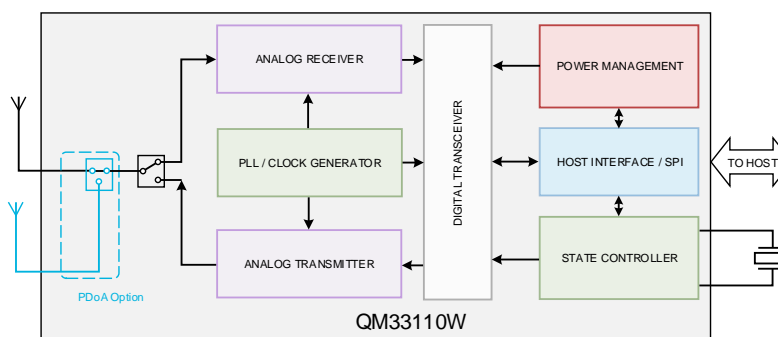 ANALOG RECEIVER
POWER MANAGEMENT
PLL / CLOCK GENERATOR
DIGITAL TRANSCEIVER
HOST INTERFACE / SPI
TO HOST
ANALOG TRANSMITTER
STATE CONTROLLER
PDoA Option
QM33110W